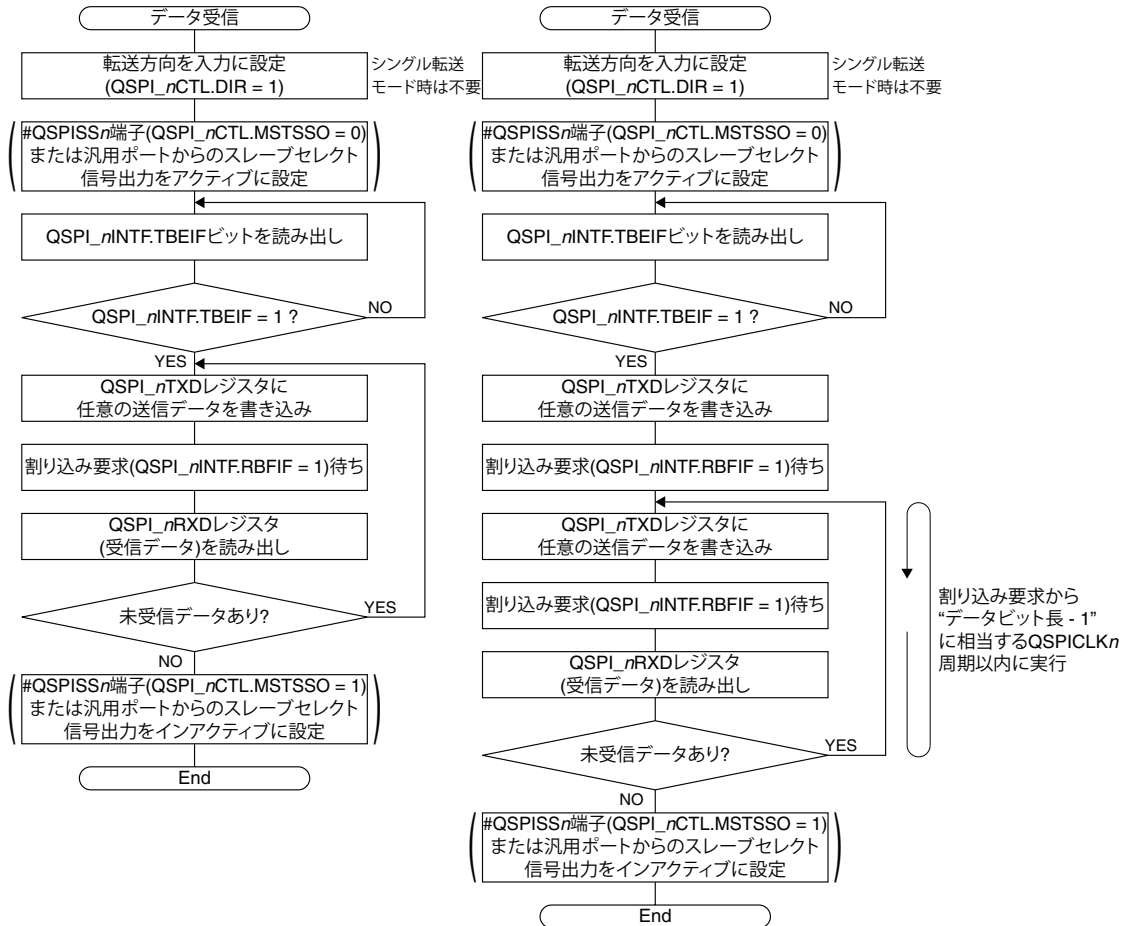 データ受信
転送方向を入力に設定
(QSPI_nCTL.DIR = 1)
シングル転送
モード時は不要
#QSPISSn端子(QSPI_nCTL.MSTSSO = 0)
または汎用ポートからのスレーブセレクト
信号出力をアクティブに設定
QSPI_nINTF.TBEIFビットを読み出し
QSPI_nINTF.TBEIF = 1 ?
NO
YES
QSPI_nTXDレジスタに
任意の送信データを書き込み
割り込み要求(QSPI_nINTF.RBFIF = 1)待ち
QSPI_nRXDレジスタ
(受信データ)を読み出し
未受信データあり?
YES
NO
#QSPISSn端子(QSPI_nCTL.MSTSSO = 1)
または汎用ポートからのスレーブセレクト
信号出力をインアクティブに設定
End
データ受信
転送方向を入力に設定
(QSPI_nCTL.DIR = 1)
シングル転送
モード時は不要
#QSPISSn端子(QSPI_nCTL.MSTSSO = 0)
または汎用ポートからのスレーブセレクト
信号出力をアクティブに設定
QSPI_nINTF.TBEIFビットを読み出し
QSPI_nINTF.TBEIF = 1 ?
NO
YES
QSPI_nTXDレジスタに
任意の送信データを書き込み
割り込み要求(QSPI_nINTF.RBFIF = 1)待ち
QSPI_nTXDレジスタに
任意の送信データを書き込み
割り込み要求(QSPI_nINTF.RBFIF = 1)待ち
QSPI_nRXDレジスタ
(受信データ)を読み出し
未受信データあり?
YES
NO
割り込み要求から
“データビット長 - 1”
に相当するQSPICLKn
周期以内に実行
#QSPISSn端子(QSPI_nCTL.MSTSSO = 1)
または汎用ポートからのスレーブセレクト
信号出力をインアクティブに設定
End